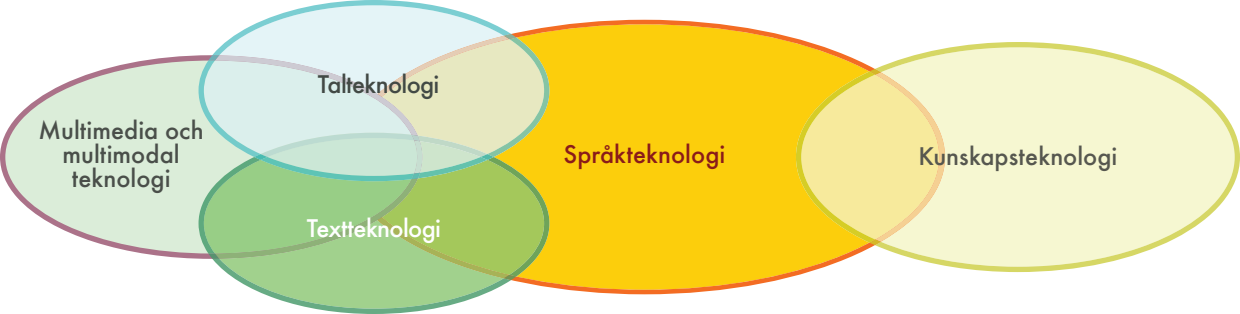 Talteknologi
Multimedia och
multimodal
teknologi
Språkteknologi
Kunskapsteknologi
Textteknologi